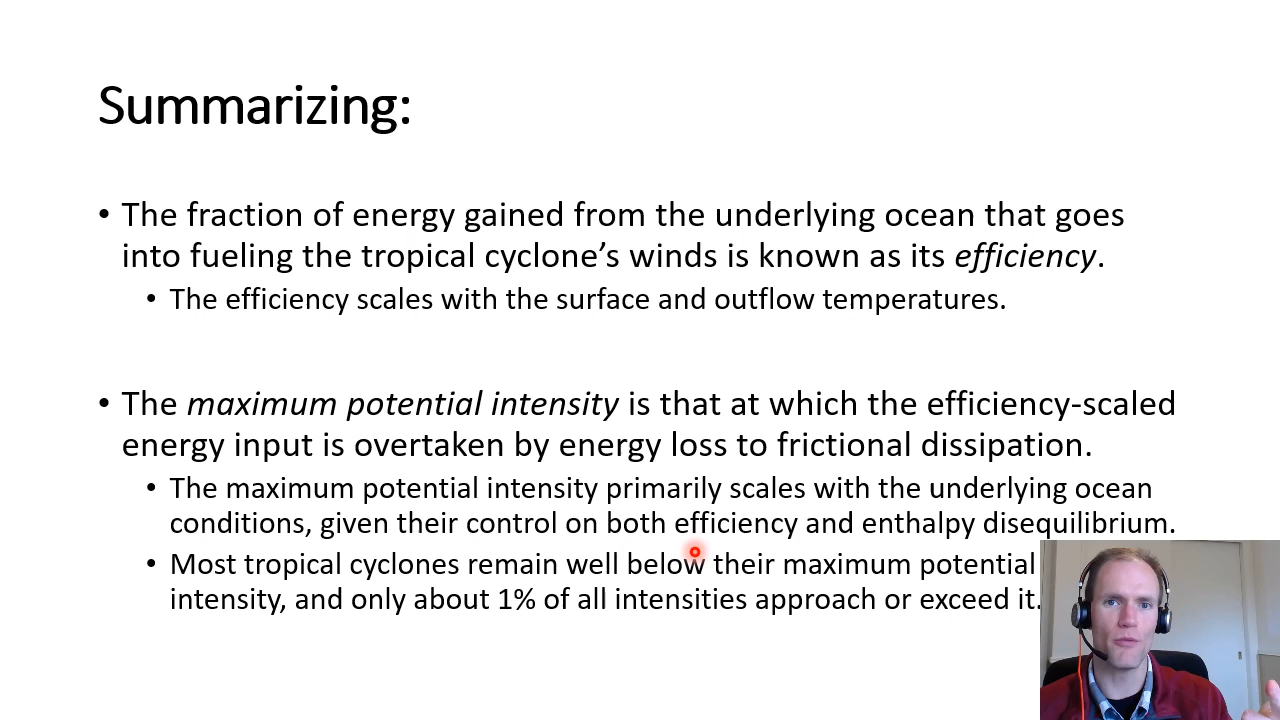 Summarizing:
• The fraction of energy gained from the underlying ocean that goes
into fueling the tropical cyclone’s winds is known as its efficiency.
• The efficiency scales with the surface and outflow temperatures.
• The maximum potential intensity is that at which the efficiency-scaled
energy input is overtaken by energy loss to frictional dissipation.
• The maximum potential intensity primarily scales with the underlying ocean
conditions, given their control on both efficiency and enthalpy disequilibrium.
• Most tropical cyclones remain well below their maximum potential
intensity, and only about 1% of all intensities approach or exceed it.